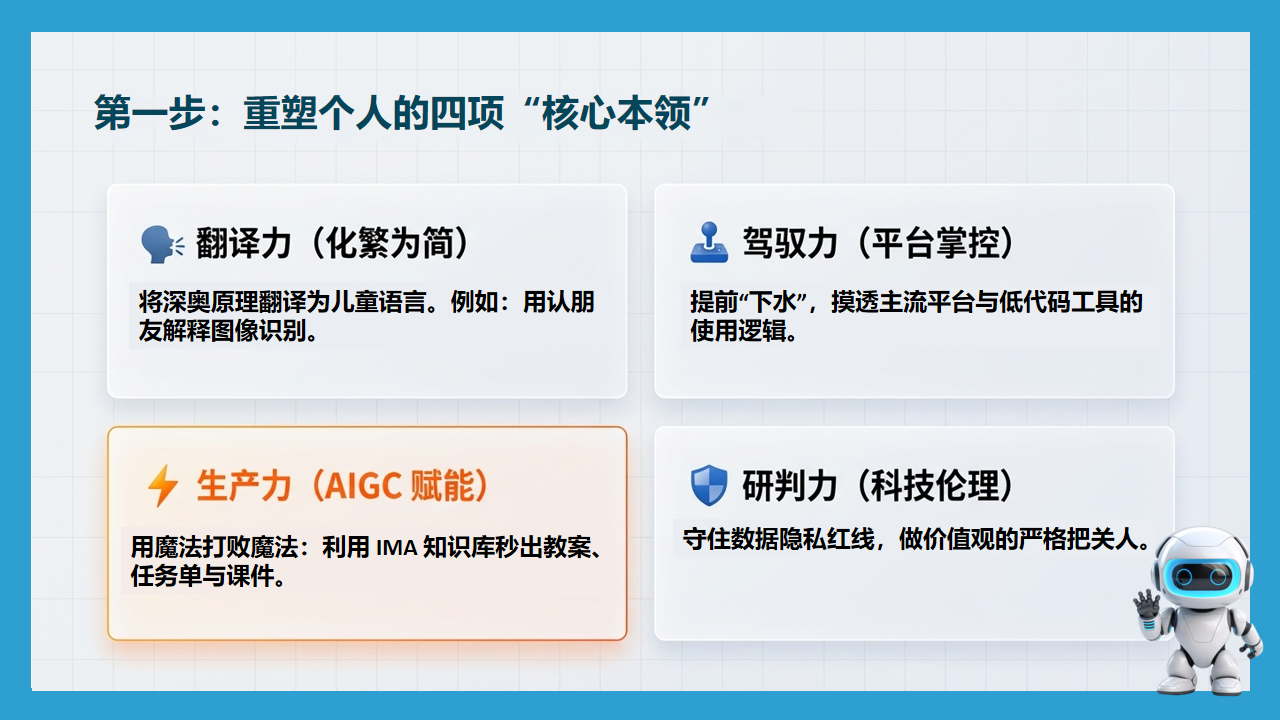 第一步：重塑个人的四项“核心本领”
翻译力（化繁为简）
将深奥原理翻译为儿童语言。例如：用认朋
友解释图像识别。
驾驭力（平台掌控）
提前“下水”，摸透主流平台与低代码工具的
使用逻辑。
生产力（AIGC 赋能）
用魔法打败魔法：利用 IMA 知识库秒出教案、
任务单与课件。
研判力（科技伦理）
守住数据隐私红线，做价值观的严格把关人。